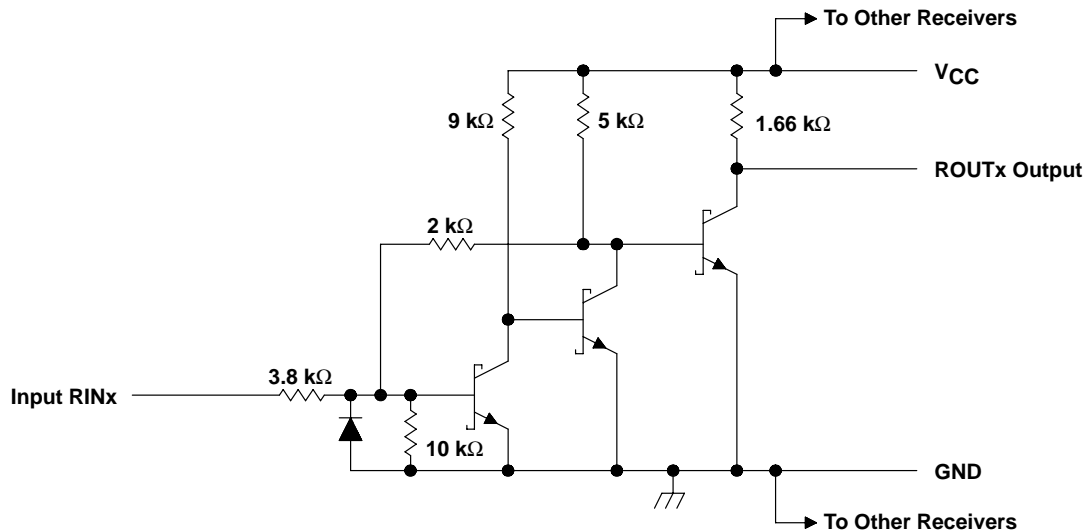 To Other Receivers
VCC
9 kΩ
5 kΩ
1.66 kΩ
ROUTx Output
2 kΩ
3.8 kΩ
Input RINx
10 kΩ
GND
To Other Receivers